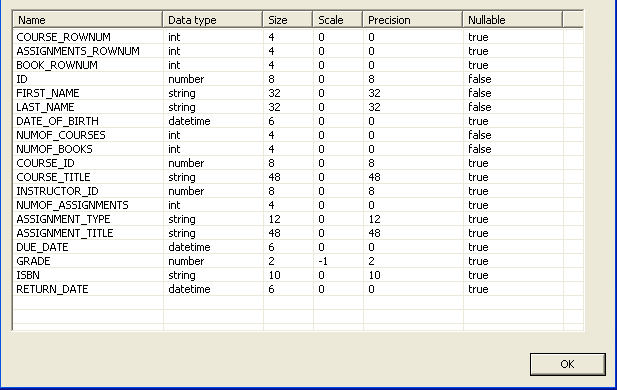 Name Data type Size Scale Precision Nullable
COURSE_ROWNUM int 4 0 0 true
ASSIGNMENTS_ROWNUM int 4 0 0 true
BOOK_ROWNUM int 4 0 0 true
ID number 8 0 8 false
FIRST_NAME string 32 0 32 false
LAST_NAME string 32 0 32 false
DATE_OF_BIRTH datetime 6 0 0 true
NUMOF_COURSES int 4 0 0 false
NUMOF_BOOKS int 4 0 0 false
COURSE_ID number 8 0 8 true
COURSE_TITLE string 48 0 48 true
INSTRUCTOR_ID number 8 0 8 true
NUMOF_ASSIGNMENTS int 4 0 0 true
ASSIGNMENT_TYPE string 12 0 12 true
ASSIGNMENT_TITLE string 48 0 48 true
DUE_DATE datetime 6 0 0 true
GRADE number 2 -1 2 true
ISBN string 10 0 10 true
RETURN_DATE datetime 6 0 0 true
OK